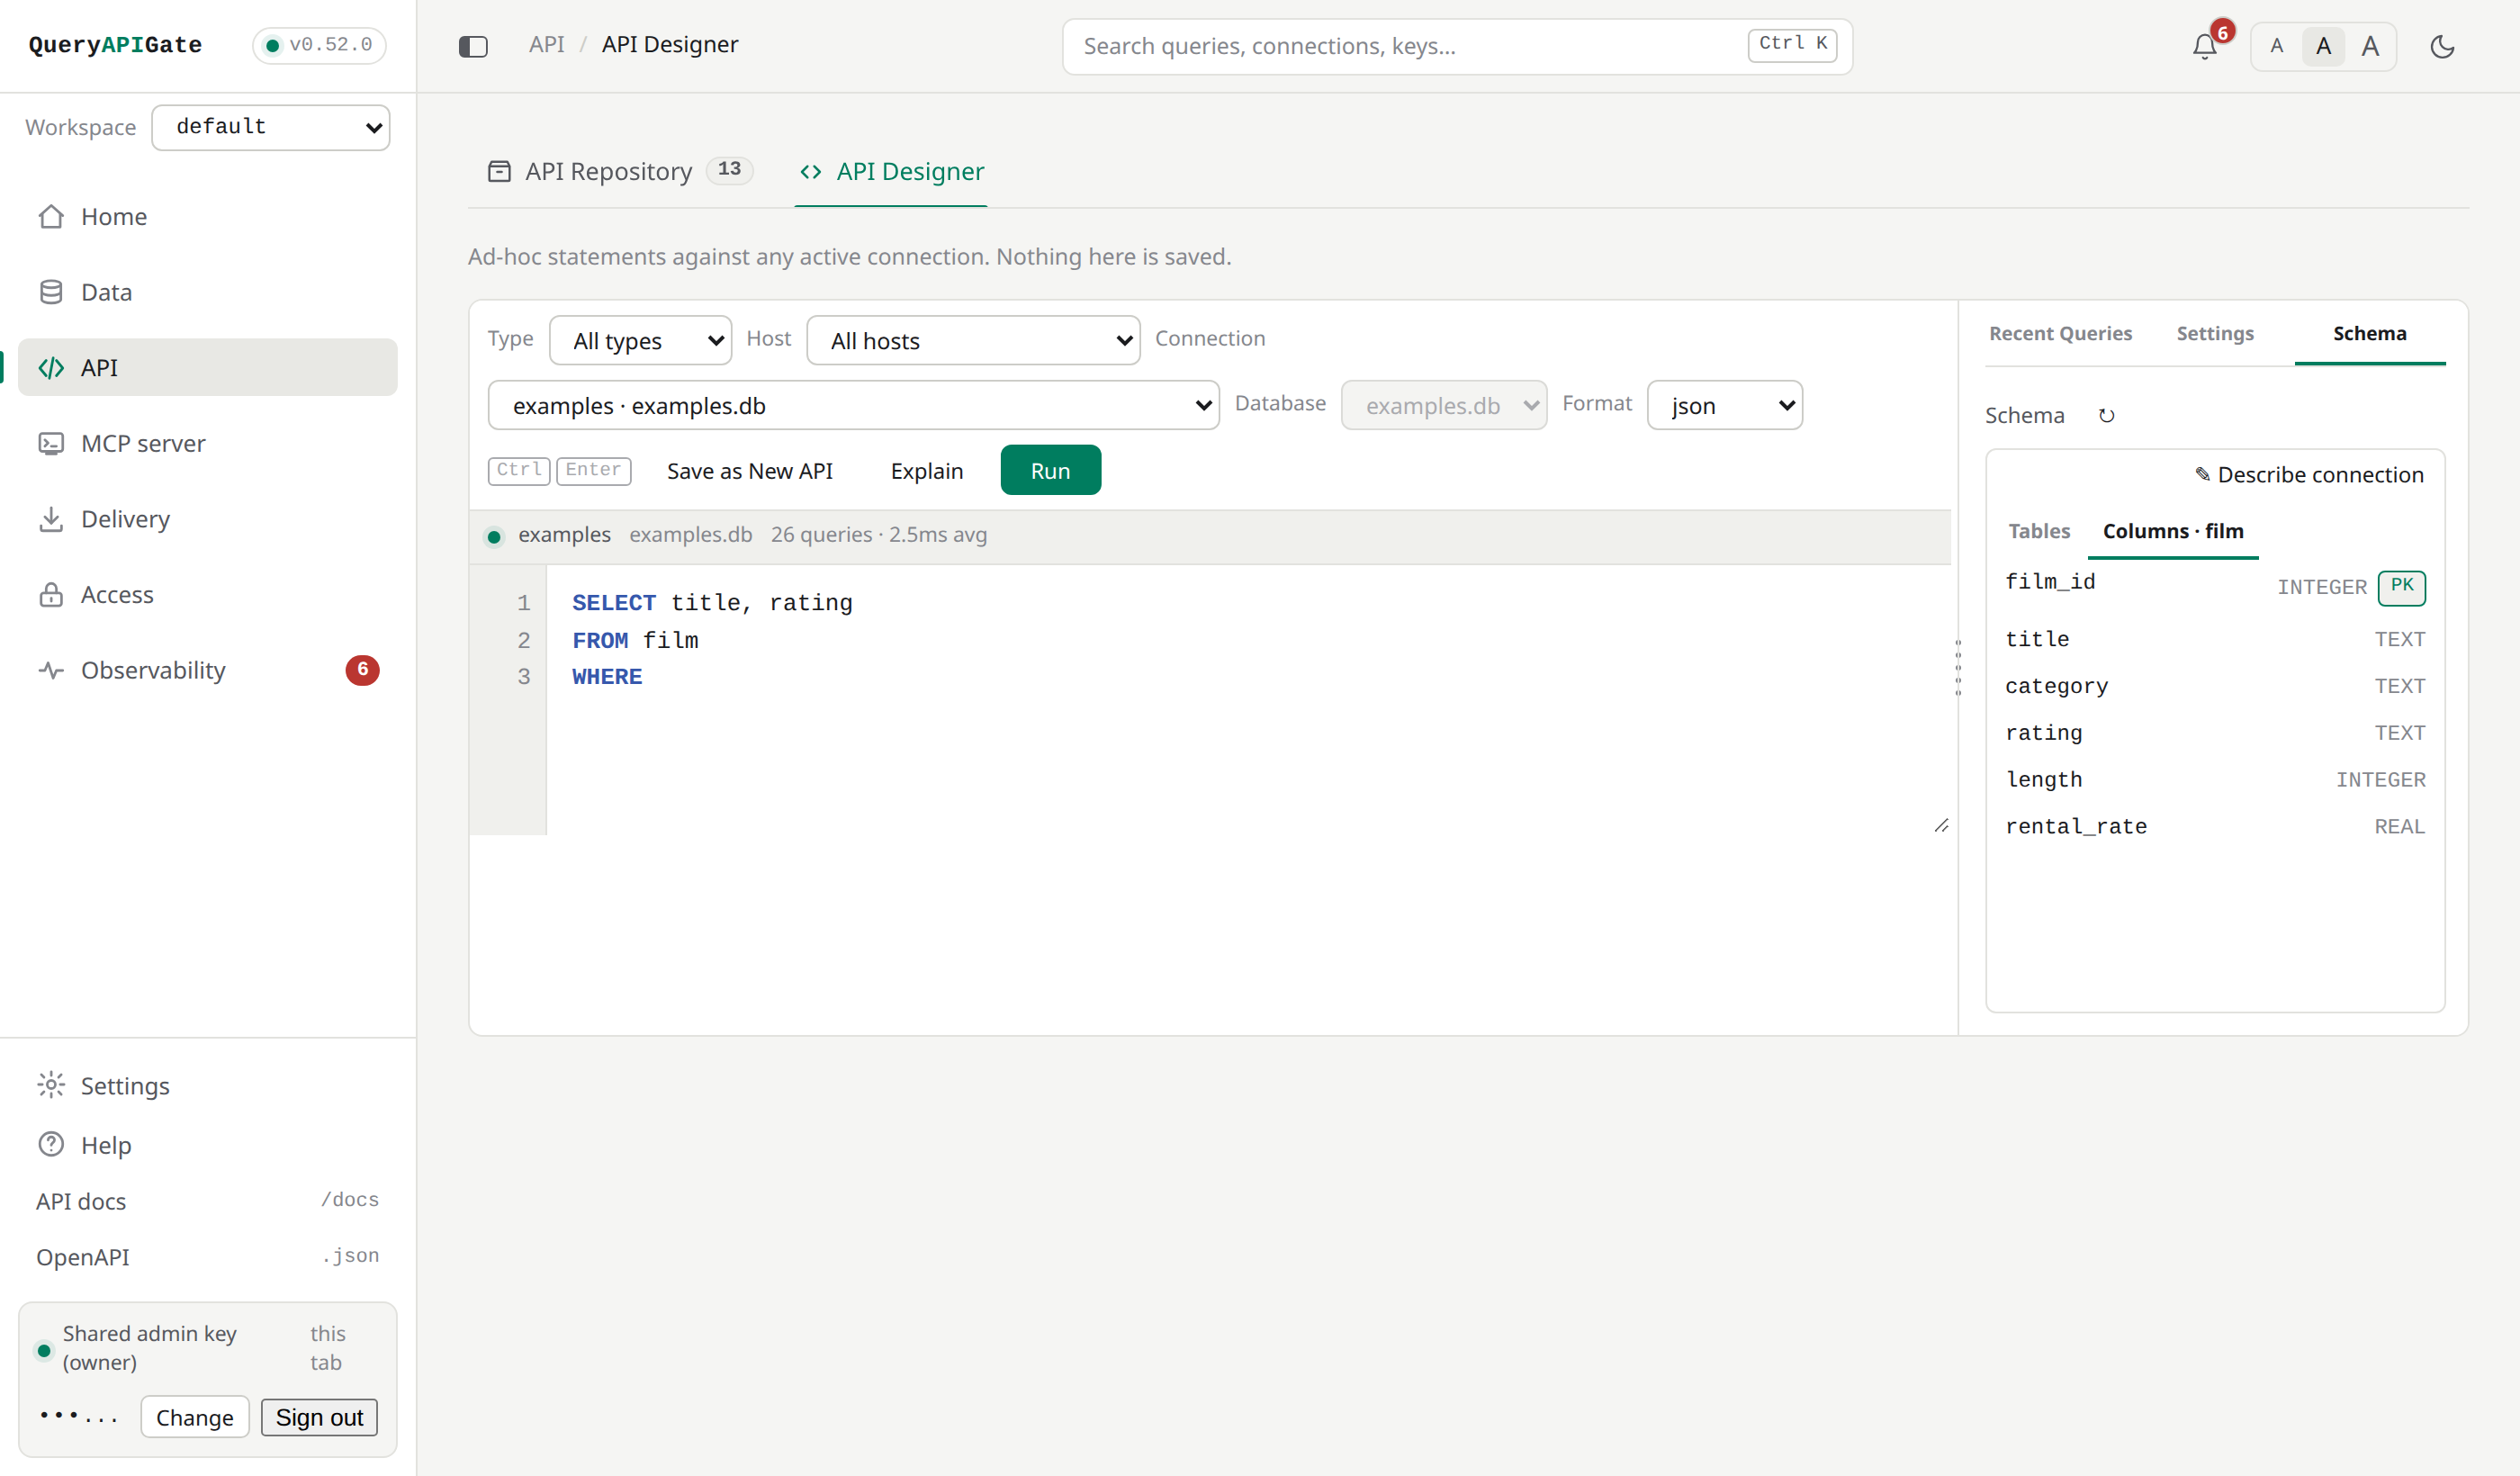 QueryAPIGate v0.52.0
API / API Designer
Search queries, connections, keys... Ctrl K
6
A A A
Workspace default
Home
Data
API
MCP server
Delivery
Access
Observability 6
Settings
Help
API docs /docs
OpenAPI .json
Shared admin key (owner) this tab
•••... Change Sign out
API Repository 13 API Designer
Ad-hoc statements against any active connection. Nothing here is saved.
Type All types Host All hosts Connection
examples · examples.db Database examples.db Format json
Ctrl Enter Save as New API Explain Run
examples examples.db 26 queries · 2.5ms avg
1 SELECT title, rating
2 FROM film
3 WHERE
Recent Queries Settings Schema
Schema ↻
✎ Describe connection
Tables Columns · film
film_id INTEGER PK
title TEXT
category TEXT
rating TEXT
length INTEGER
rental_rate REAL